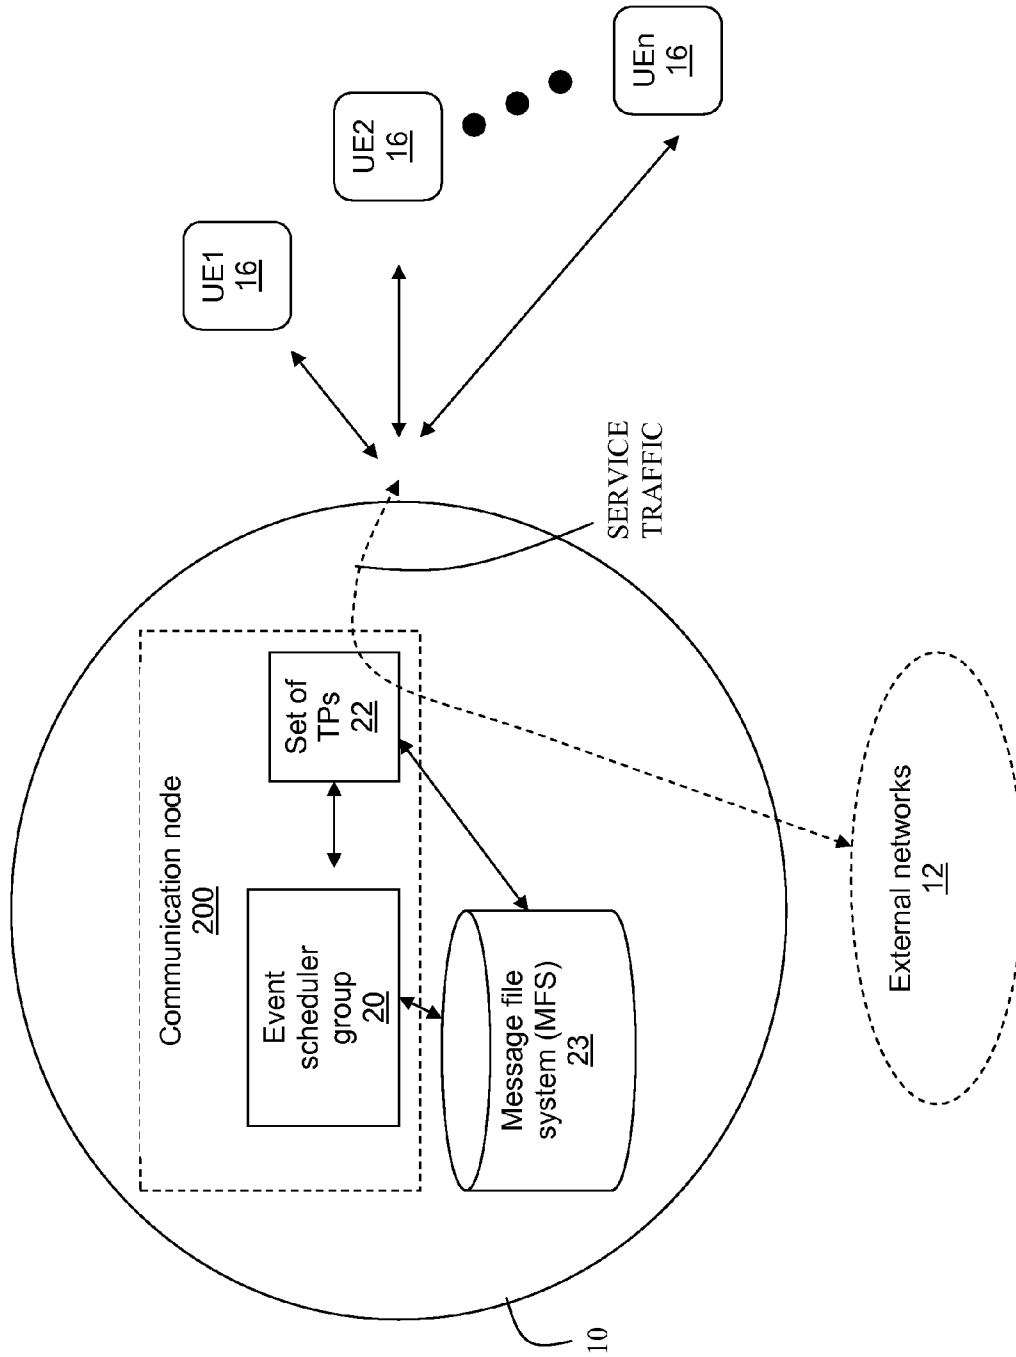 Communication node
200
Event
scheduler
group
20
Set of
TPs
22
Message file
system (MFS)
23
10
SERVICE
TRAFFIC
External networks
12
UE1
16
UE2
16
UEn
16